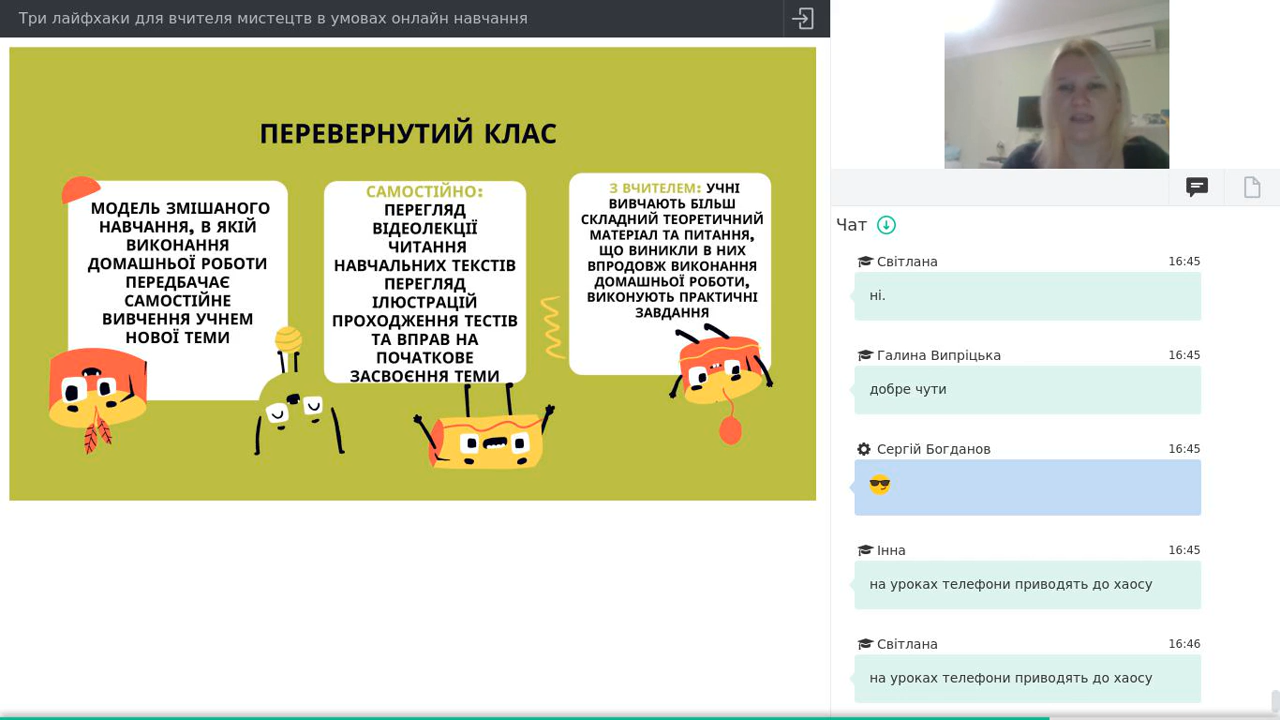 Три лайфхаки для вчителя мистецтв в умовах онлайн навчання
ПЕРЕВЕРНУТИЙ КЛАС
МОДЕЛЬ ЗМІШАНОГО
НАВЧАННЯ, В ЯКІЙ
ВИКОНАННЯ
ДОМАШНЬОЇ РОБОТИ
ПЕРЕДБАЧАЄ
САМОСТІЙНЕ
ВИВЧЕННЯ УЧНЕМ
НОВОЇ ТЕМИ
САМОСТІЙНО:
ПЕРЕГЛЯД
ВІДЕОЛЕКЦІЇ
ЧИТАННЯ
НАВЧАЛЬНИХ ТЕКСТІВ
ПЕРЕГЛЯД
ІЛЮСТРАЦІЙ
ПРОХОДЖЕННЯ ТЕСТІВ
ТА ВПРАВ НА
ПОЧАТКОВЕ
ЗАСВОЄННЯ ТЕМИ
З ВЧИТЕЛЕМ: УЧНІ
ВИВЧАЮТЬ БІЛЬШ
СКЛАДНИЙ ТЕОРЕТИЧНИЙ
МАТЕРІАЛ ТА ПИТАННЯ,
ЩО ВИНИКЛИ В НИХ
ВПРОДОВЖ ВИКОНАННЯ
ДОМАШНЬОЇ РОБОТИ,
ВИКОНУЮТЬ ПРАКТИЧНІ
ЗАВДАННЯ
Чат
Світлана 16:45
ні.
Галина Випріцька 16:45
добре чути
Сергій Богданов 16:45
Інна 16:45
на уроках телефони приводять до хаосу
Світлана 16:46
на уроках телефони приводять до хаосу